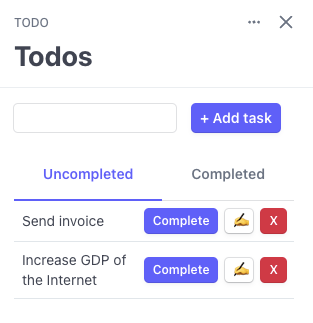 TODO
Todos
+ Add task
Uncompleted Completed
Send invoice Complete ✍️ X
Increase GDP of
the Internet Complete ✍️ X